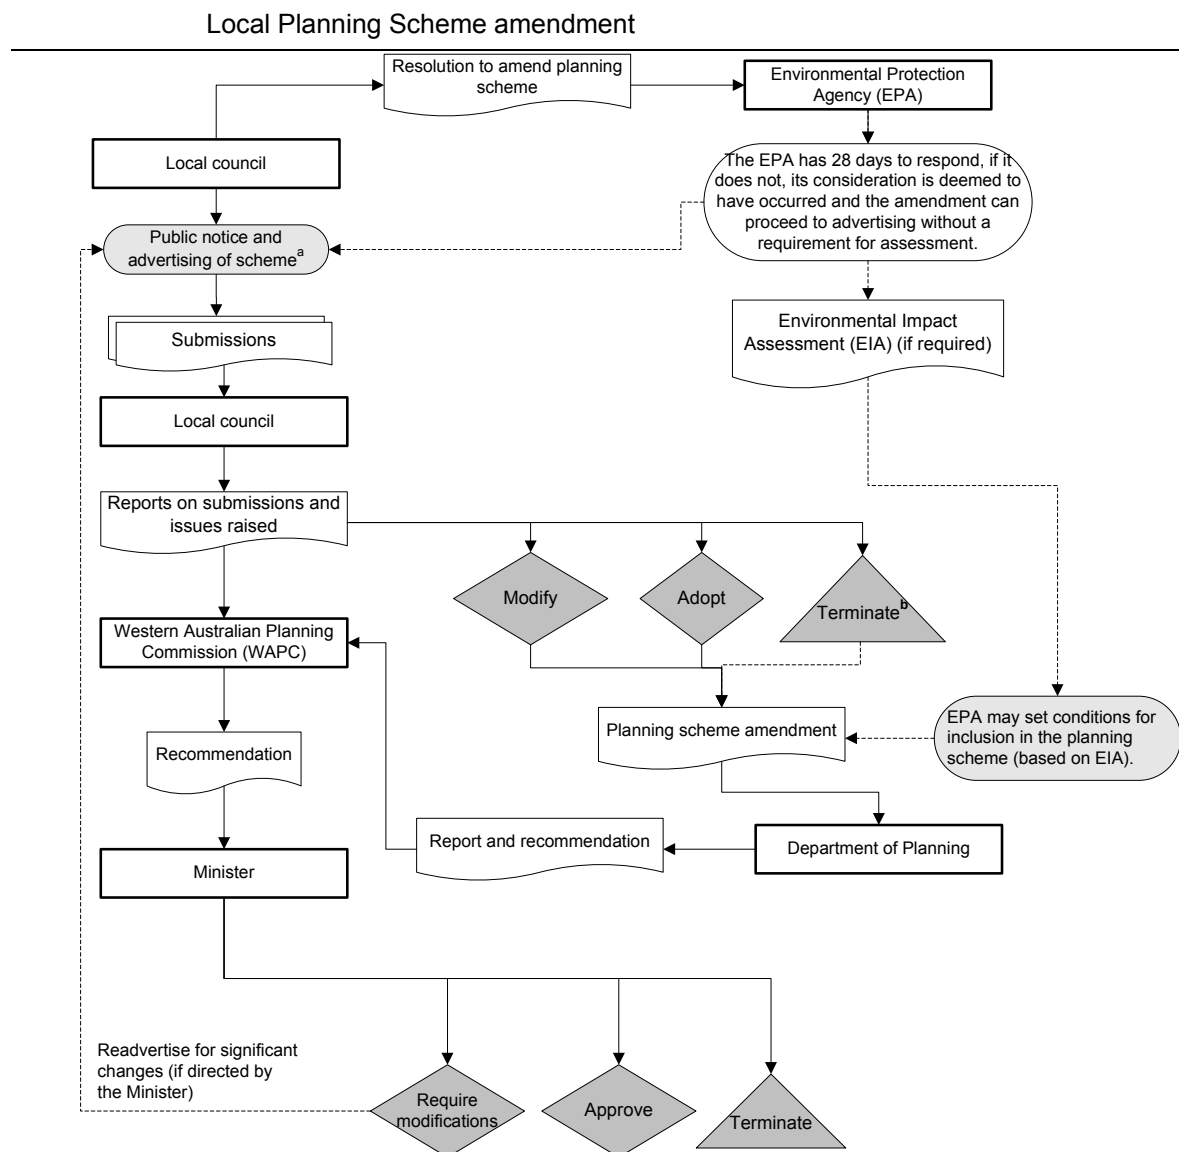 Local Planning Scheme amendment
Resolution to amend planning
scheme
Environmental Protection
Agency (EPA)
Local council
The EPA has 28 days to respond, if it
does not, its consideration is deemed to
have occurred and the amendment can
proceed to advertising without a
requirement for assessment.
Public notice and
advertising of scheme a
Submissions
Environmental Impact
Assessment (EIA) (if required)
Local council
Reports on submissions and
issues raised
Modify
Adopt
Terminate b
Western Australian Planning
Commission (WAPC)
Recommendation
Planning scheme amendment
EPA may set conditions for
inclusion in the planning
scheme (based on EIA).
Report and recommendation
Department of Planning
Minister
Readvertise for significant
changes (if directed by
the Minister)
Require
modifications
Approve
Terminate